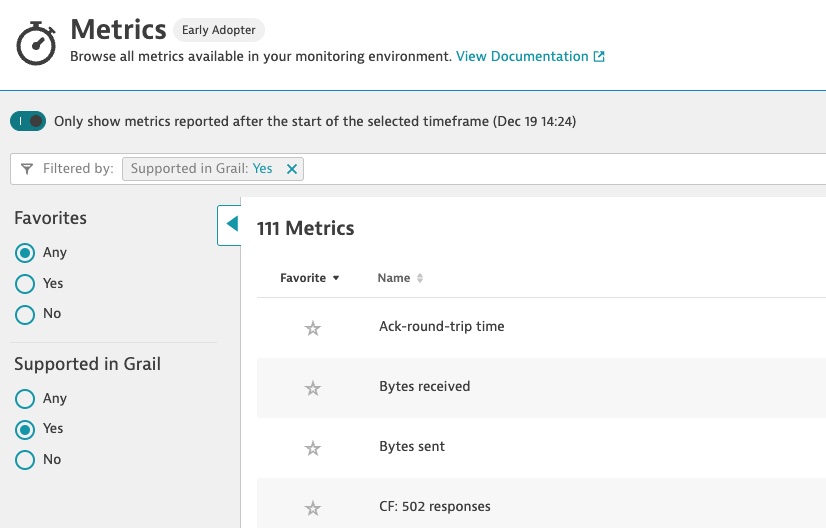 Metrics Early Adopter
Browse all metrics available in your monitoring environment. View Documentation
Only show metrics reported after the start of the selected timeframe (Dec 19 14:24)
Filtered by: Supported in Grail: Yes
Favorites
Any
Yes
No
Supported in Grail
Any
Yes
No
111 Metrics
Favorite Name
Ack-round-trip time
Bytes received
Bytes sent
CF: 502 responses